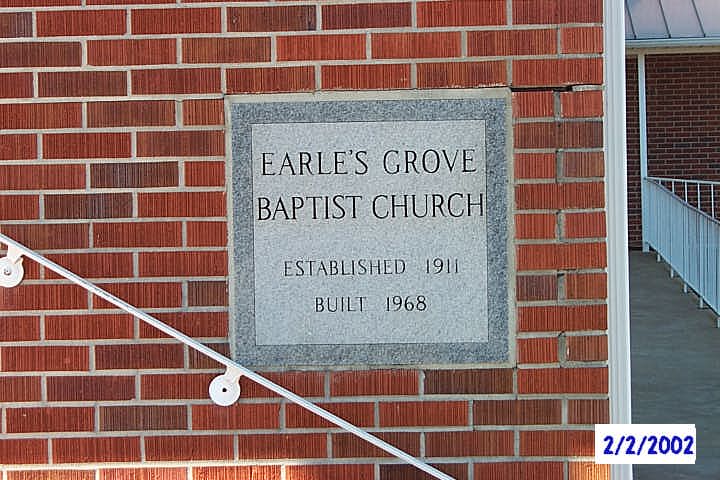 EARLE'S GROVE
BAPTIST CHURCH
ESTABLISHED 1911
BUILT 1968
2/2/2002